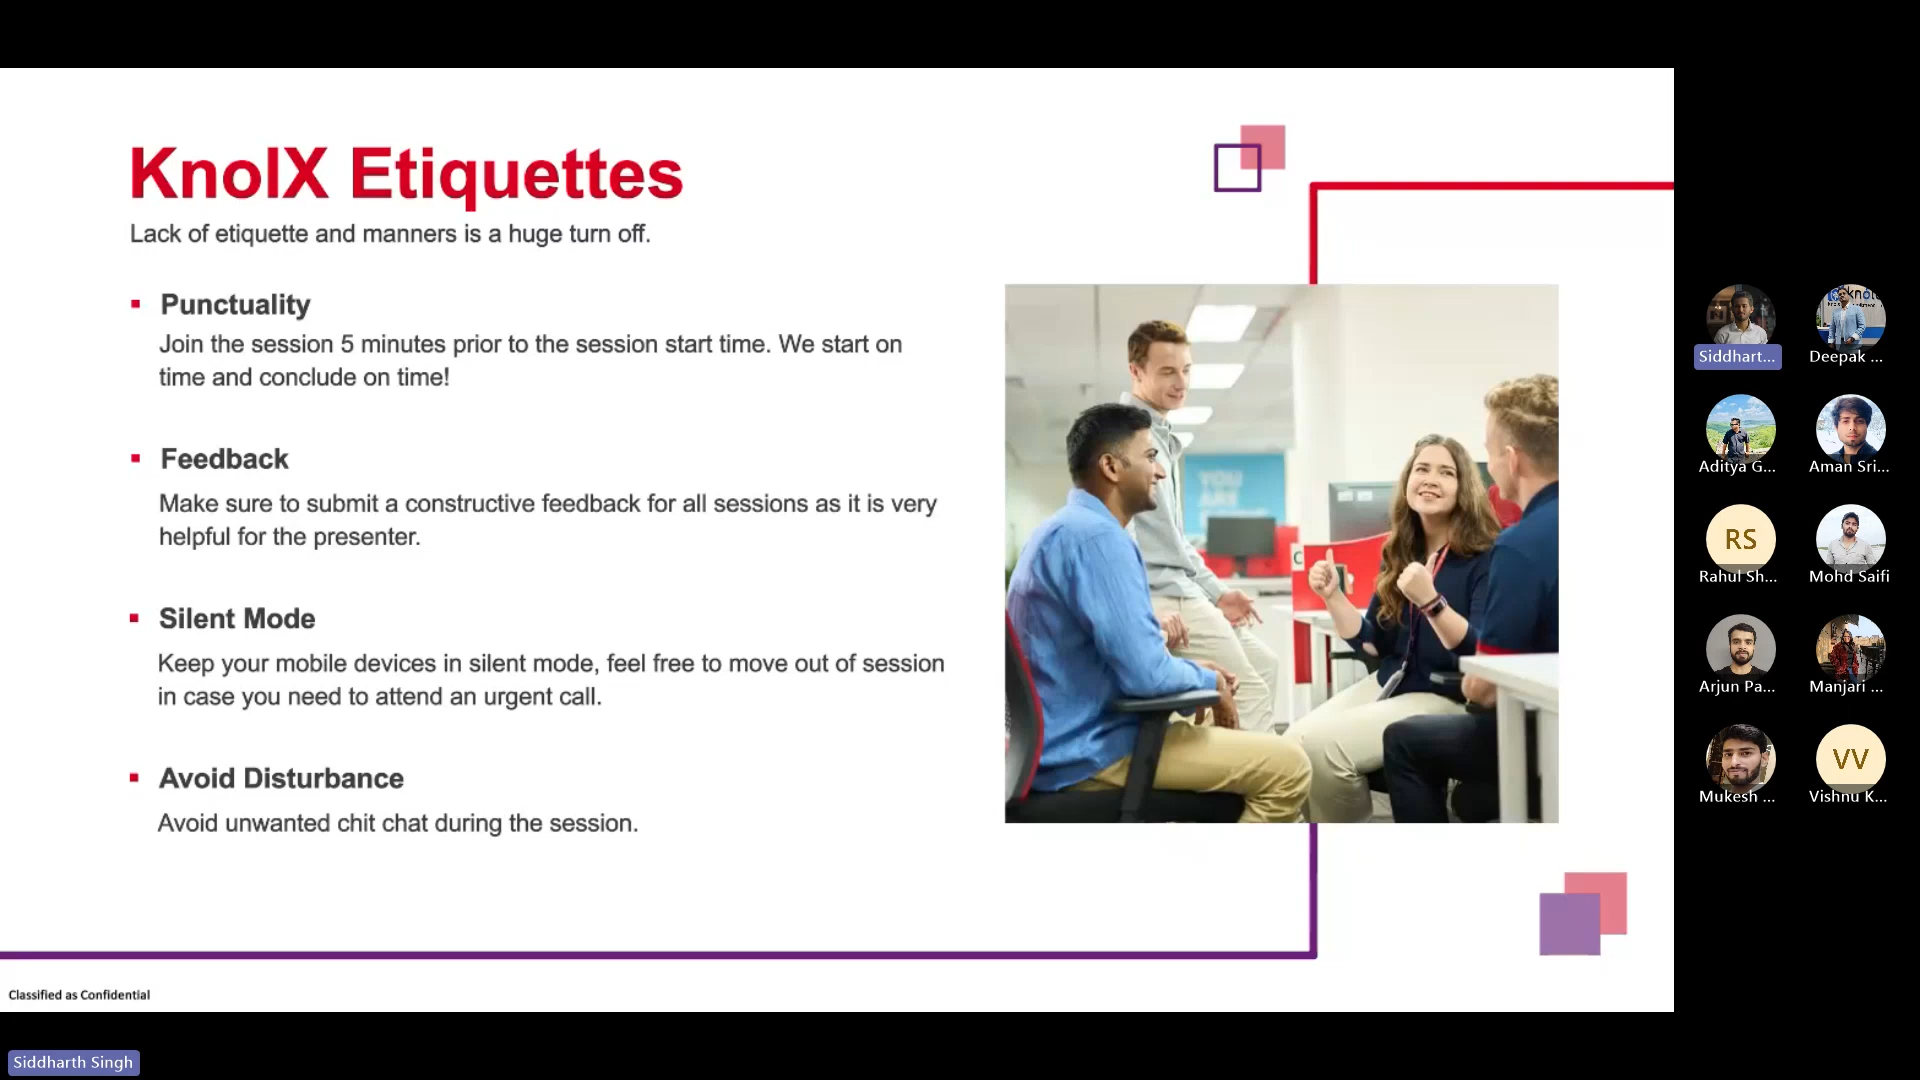 KnolX Etiquettes
Lack of etiquette and manners is a huge turn off.
Punctuality
Join the session 5 minutes prior to the session start time. We start on
time and conclude on time!
Feedback
Make sure to submit a constructive feedback for all sessions as it is very
helpful for the presenter.
Silent Mode
Keep your mobile devices in silent mode, feel free to move out of session
in case you need to attend an urgent call.
Avoid Disturbance
Avoid unwanted chit chat during the session.
Classified as Confidential
Siddharth Singh
Siddhart... Deepak ...
Aditya G... Aman Sri...
RS
Rahul Sh... Mohd Saifi
Arjun Pa... Manjari ...
VV
Mukesh ... Vishnu K...